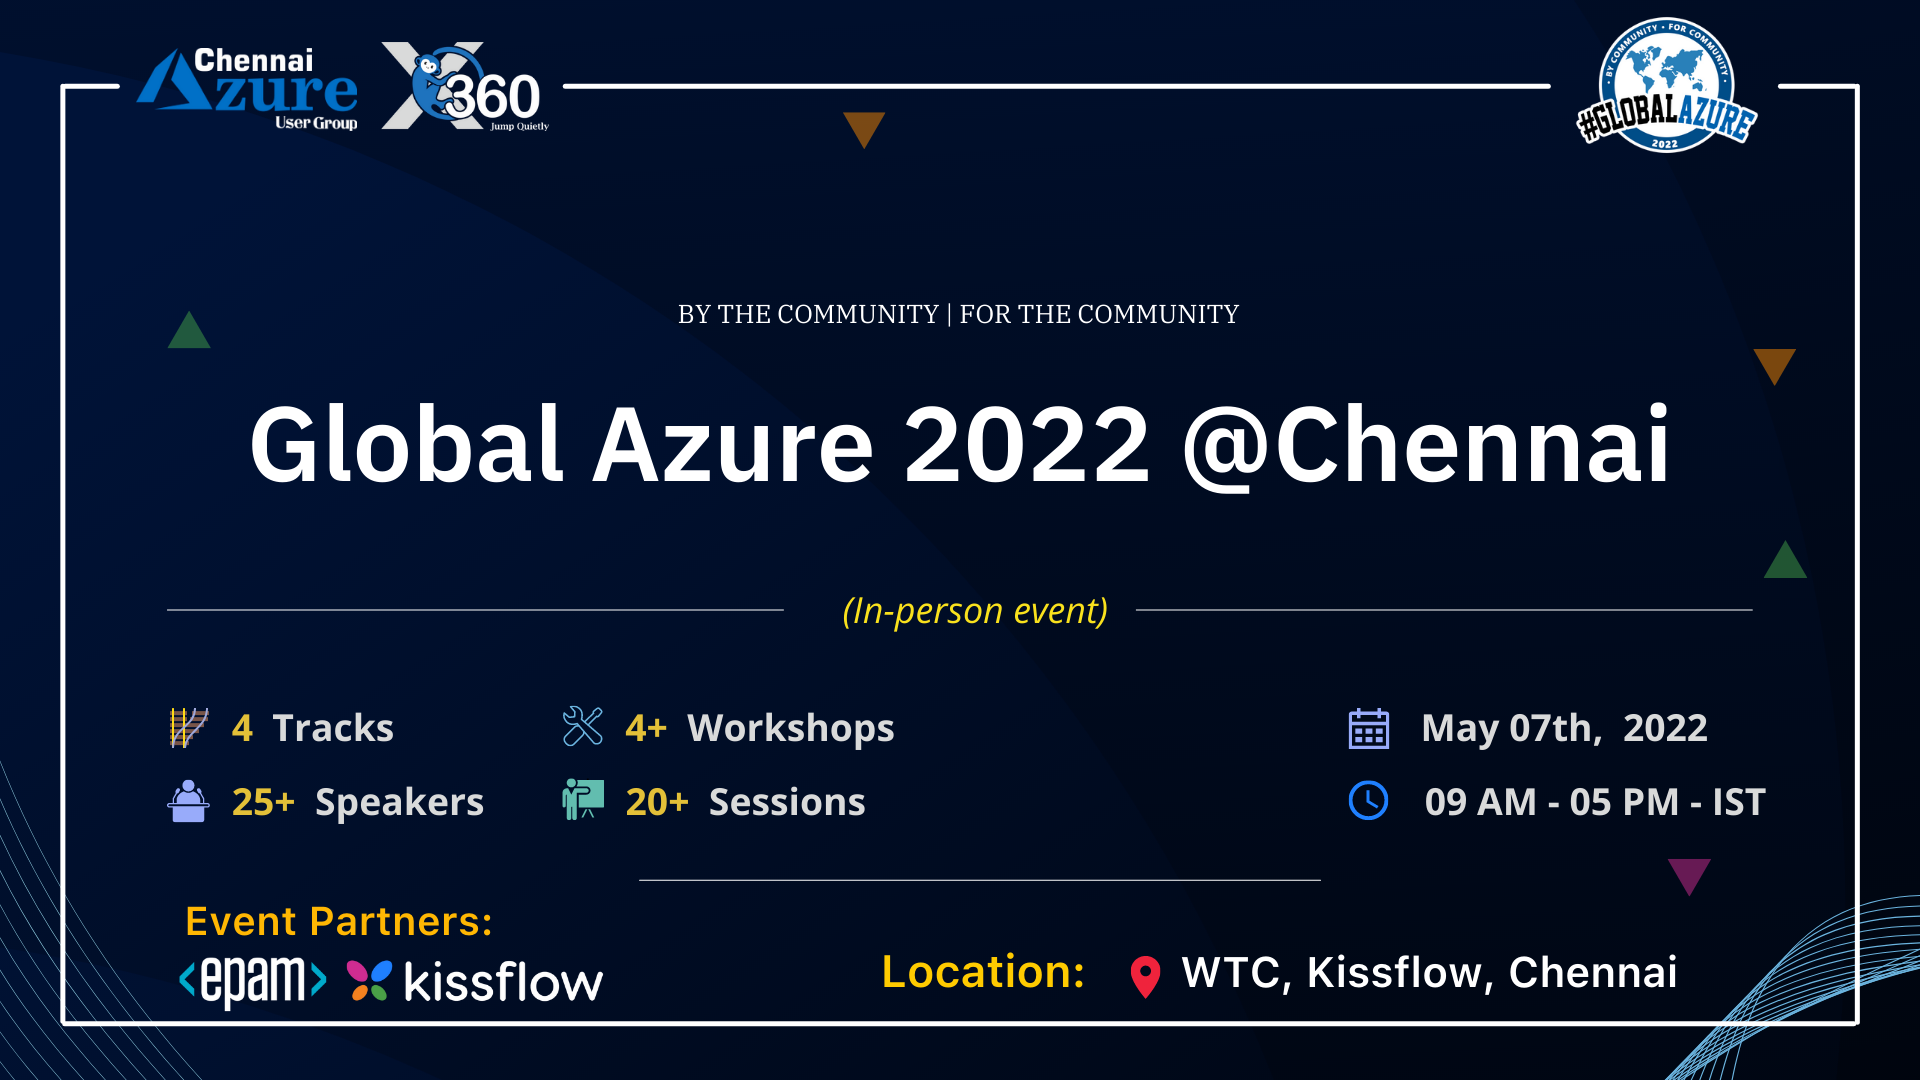 Chennai
Azure
User Group
X360
Jump Quietly
• BY COMMUNITY • FOR COMMUNITY •
#GLOBALAZURE
2022
BY THE COMMUNITY | FOR THE COMMUNITY
Global Azure 2022 @Chennai
(In-person event)
4 Tracks
4+ Workshops
May 07th, 2022
25+ Speakers
20+ Sessions
09 AM - 05 PM - IST
Event Partners:
<epam> kissflow
Location: WTC, Kissflow, Chennai